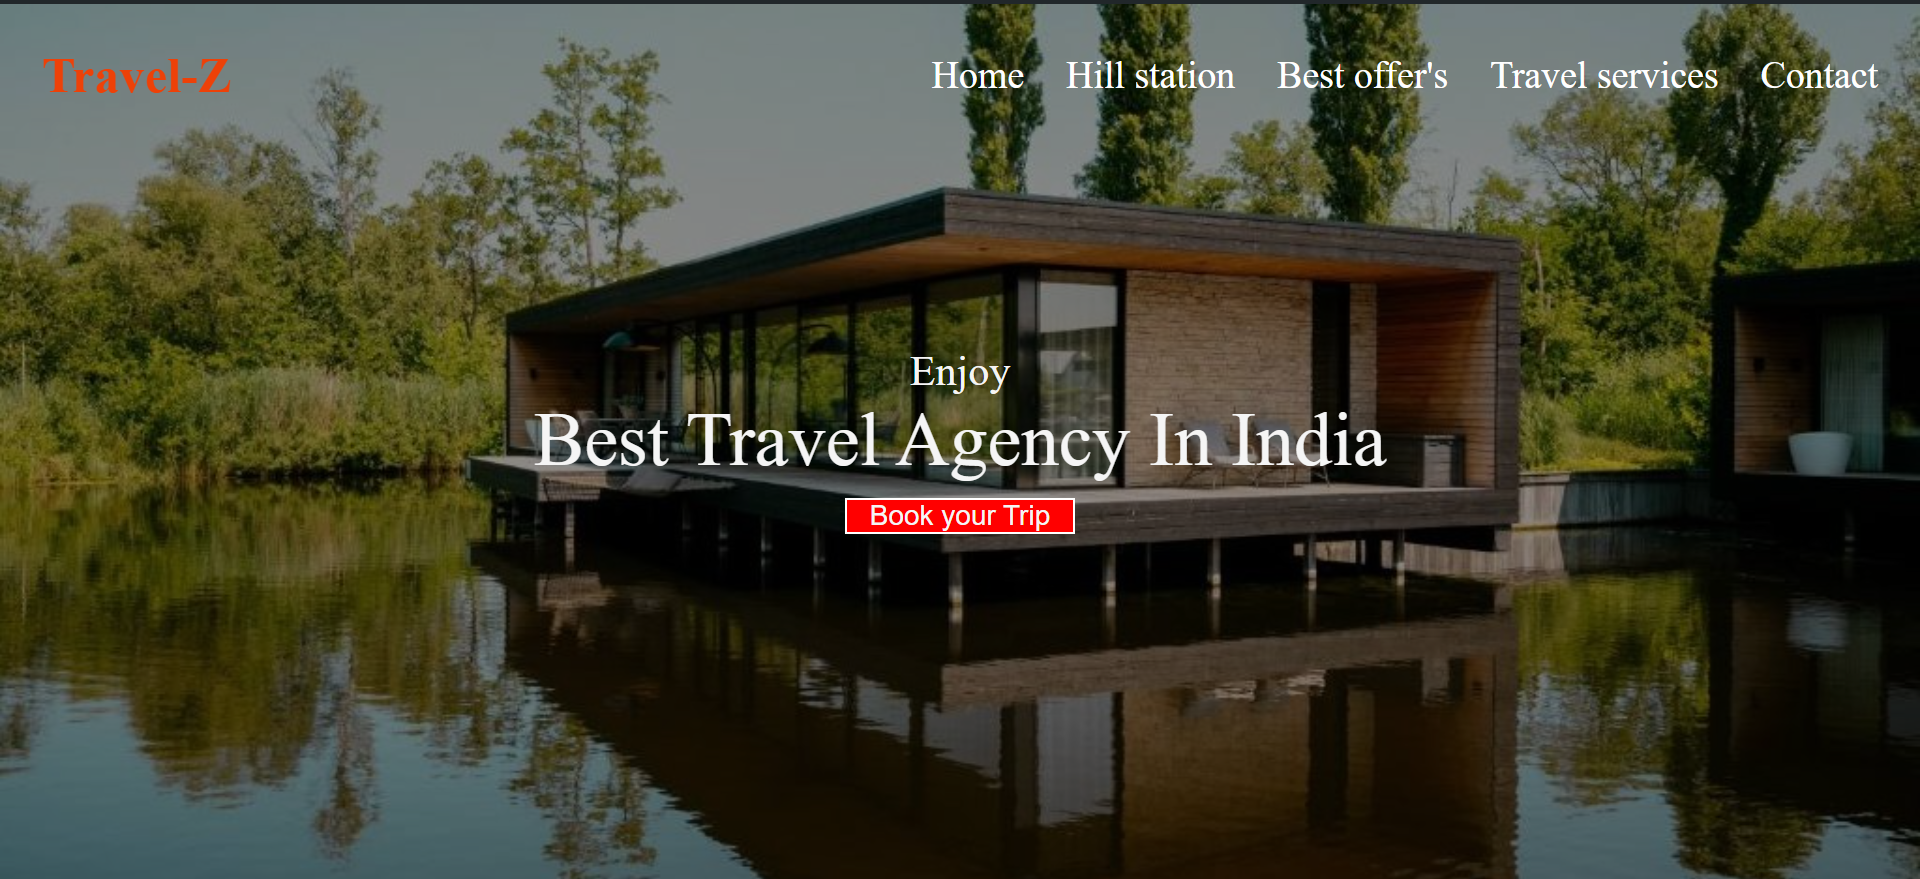 Travel-Z
Home Hill station Best offer's Travel services Contact
Enjoy
Best Travel Agency In India
Book your Trip